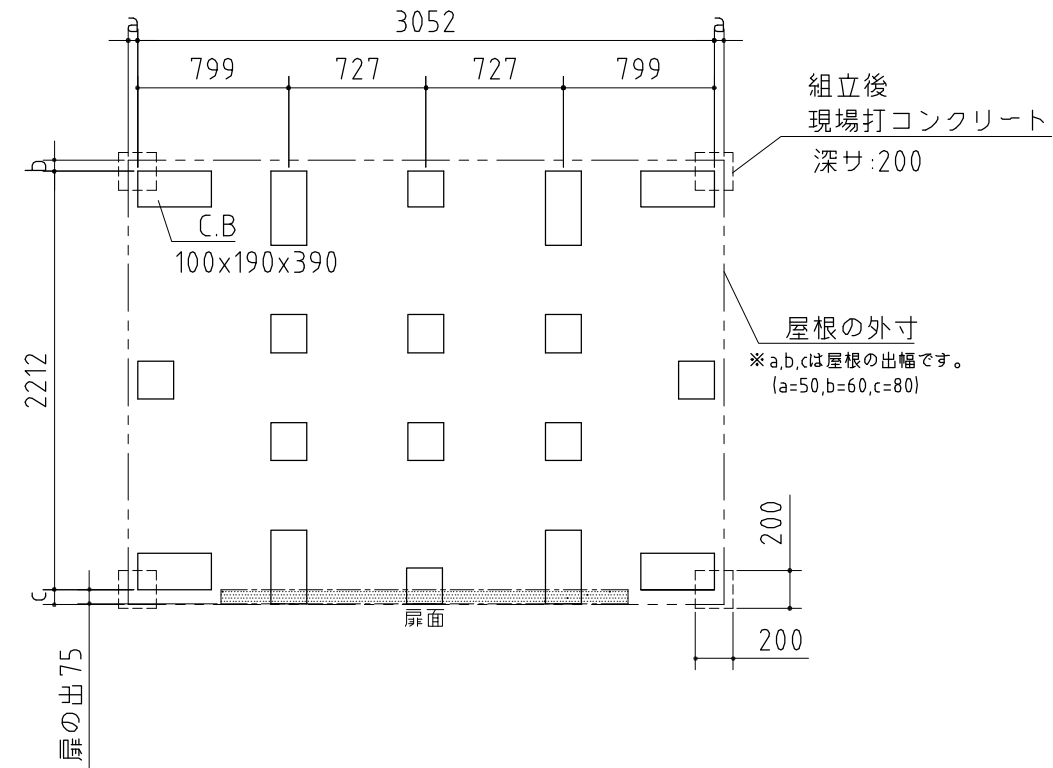 a
3052
a
799
727
727
799
組立後
現場打コンクリート
深サ:200
b
C.B
100x190x390
屋根の外寸
※a,b,cは屋根の出幅です。
(a=50,b=60,c=80)
2212
200
c
扉面
200
扉の出 75